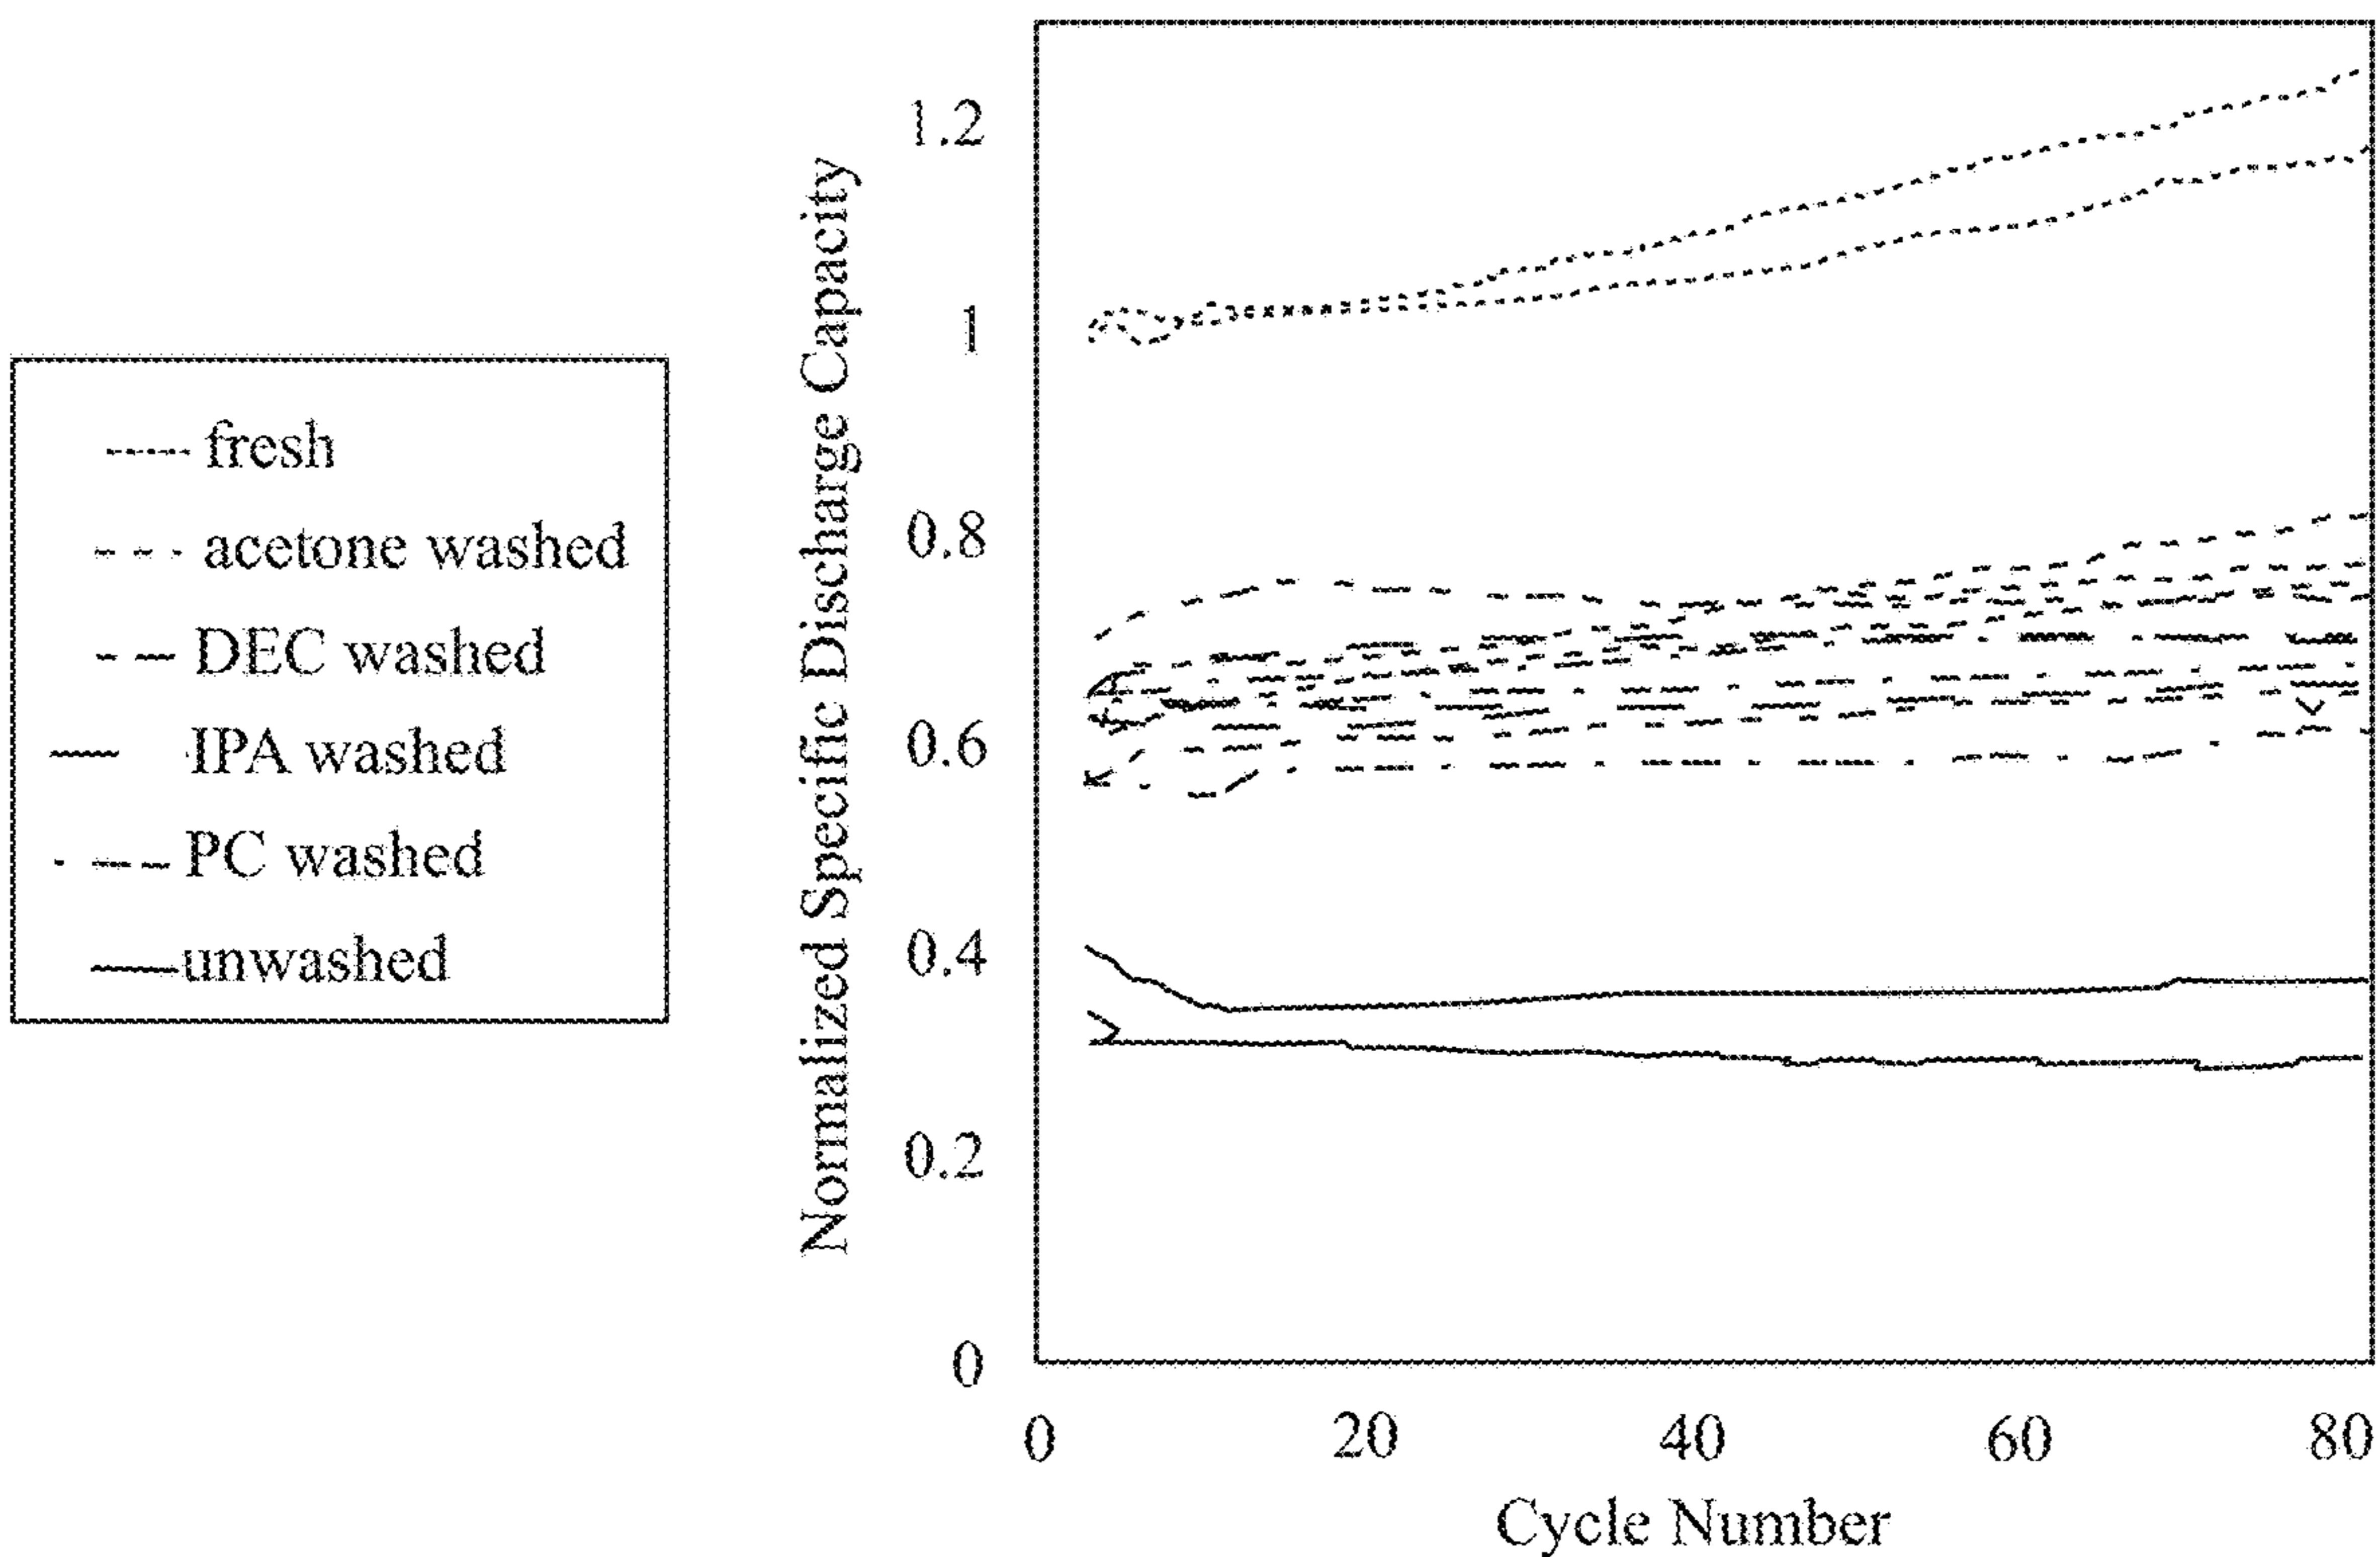 fresh
acetone washed
DEC washed
IPA washed
PC washed
unwashed
Normalized Specific Discharge Capacity
1.2
1
0.8
0.6
0.4
0.2
0
0 20 40 60 80
Cycle Number